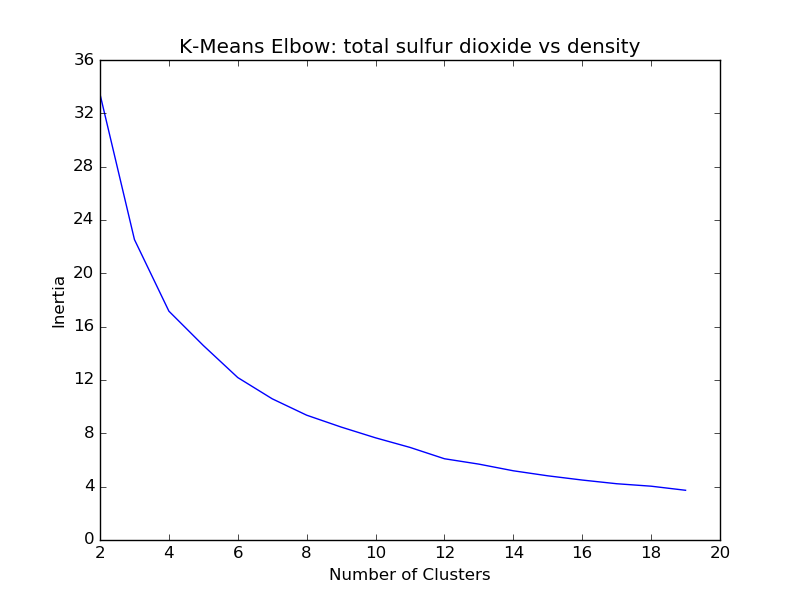 K-Means Elbow: total sulfur dioxide vs density
36
32
28
24
20
16
12
8
4
0
Inertia
2 4 6 8 10 12 14 16 18 20
Number of Clusters